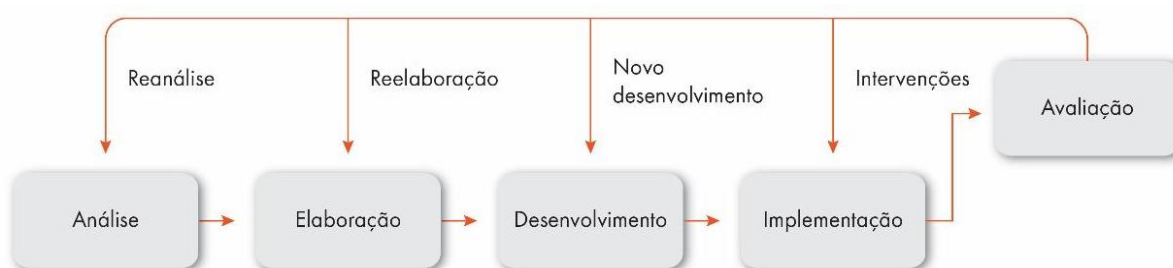 Reanálise
Reelaboração
Novo
desenvolvimento
Intervenções
Avaliação
Análise
Elaboração
Desenvolvimento
Implementação